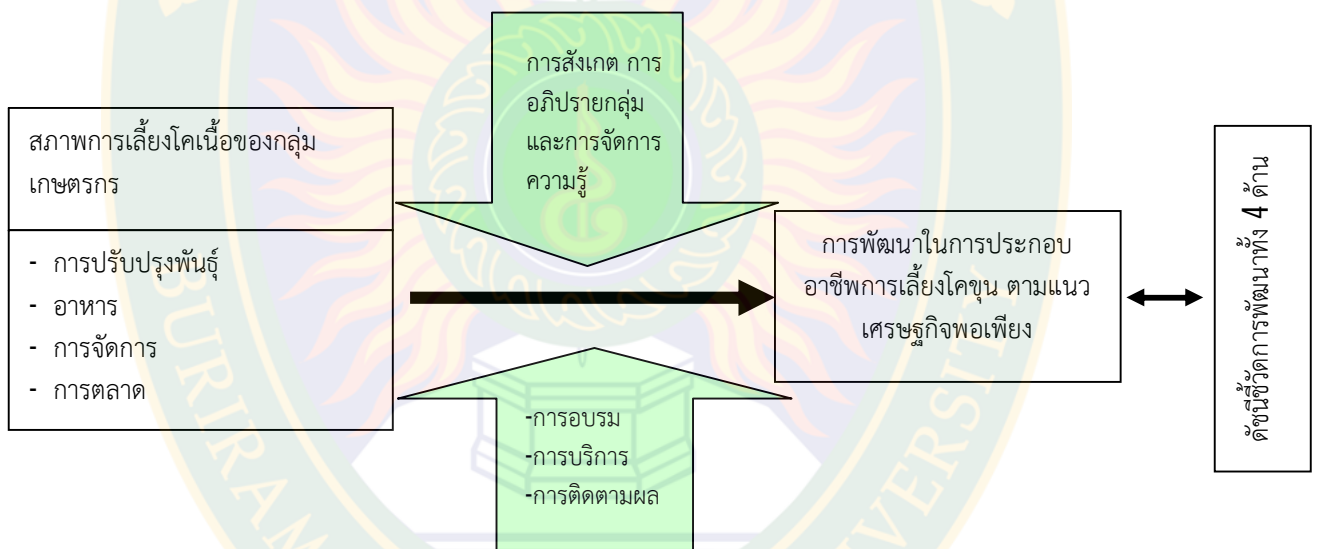 การสังเกต การ
อภิปรายกลุ่ม
และการจัดการ
ความรู้
สภาพการเลี้ยงโคเนื้อของกลุ่ม
เกษตรกร
- การปรับปรุงพันธุ์
- อาหาร
- การจัดการ
- การตลาด
การพัฒนาในการประกอบ
อาชีพการเลี้ยงโคขุน ตามแนว
เศรษฐกิจพอเพียง
ดัชนีชี้วัดการพัฒนาทั้ง 4 ด้าน
-การอบรม
-การบริการ
-การติดตามผล